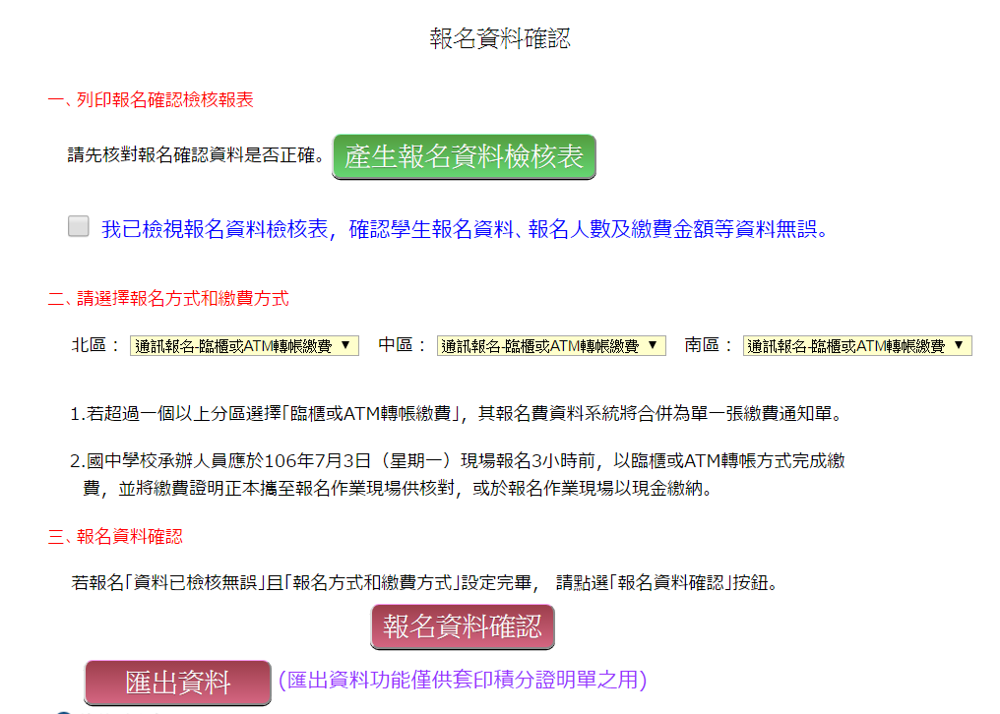 報名資料確認
一、列印報名確認檢核報表
請先核對報名確認資料是否正確。 產生報名資料檢核表
我已檢視報名資料檢核表，確認學生報名資料、報名人數及繳費金額等資料無誤。
二、請選擇報名方式和繳費方式
北區： 通訊報名-臨櫃或ATM轉帳繳費 ▼ 中區： 通訊報名-臨櫃或ATM轉帳繳費 ▼ 南區： 通訊報名-臨櫃或ATM轉帳繳費 ▼
1.若超過一個以上分區選擇「臨櫃或ATM轉帳繳費」，其報名費資料系統將合併為單一張繳費通知單。
2.國中學校承辦人員應於106年7月3日（星期一）現場報名3小時前，以臨櫃或ATM轉帳方式完成繳
費，並將繳費證明正本攜至報名作業現場供核對，或於報名作業現場以現金繳納。
三、報名資料確認
若報名「資料已檢核無誤」且「報名方式和繳費方式」設定完畢， 請點選「報名資料確認」按鈕。
報名資料確認
匯出資料 (匯出資料功能僅供套印積分證明單之用)